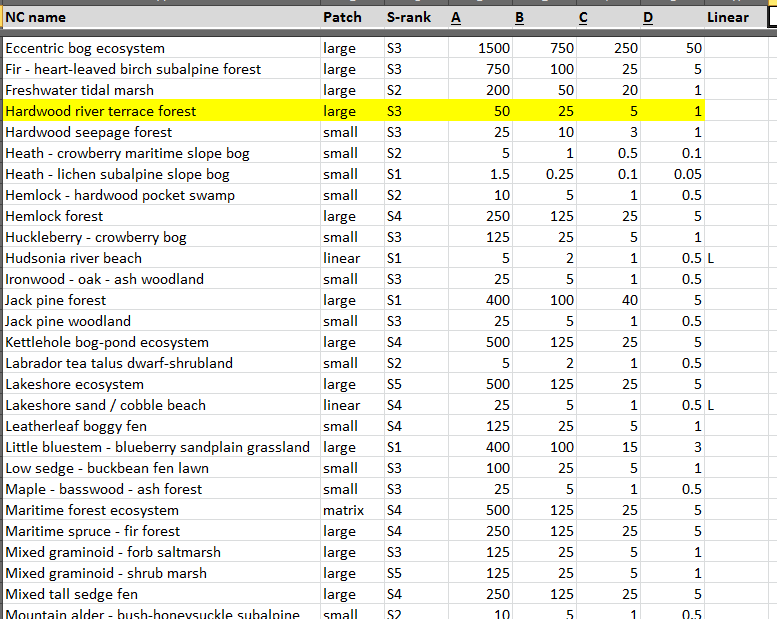 NC name Patch S-rank A B C D Linear
Eccentric bog ecosystem large S3 1500 750 250 50
Fir - heart-leaved birch subalpine forest large S3 750 100 25 5
Freshwater tidal marsh large S2 200 50 20 1
Hardwood river terrace forest large S3 50 25 5 1
Hardwood seepage forest small S3 25 10 3 1
Heath - crowberry maritime slope bog small S2 5 1 0.5 0.1
Heath - lichen subalpine slope bog small S1 1.5 0.25 0.1 0.05
Hemlock - hardwood pocket swamp small S2 10 5 1 0.5
Hemlock forest large S4 250 125 25 5
Huckleberry - crowberry bog small S3 125 25 5 1
Hudsonia river beach linear S1 5 2 1 0.5 L
Ironwood - oak - ash woodland small S3 25 5 1 0.5
Jack pine forest large S1 400 100 40 5
Jack pine woodland small S3 25 5 1 0.5
Kettlehole bog-pond ecosystem large S4 500 125 25 5
Labrador tea talus dwarf-shrubland small S2 5 2 1 0.5
Lakeshore ecosystem large S5 500 125 25 5
Lakeshore sand / cobble beach linear S4 25 5 1 0.5 L
Leatherleaf boggy fen small S4 125 25 5 1
Little bluestem - blueberry sandplain grassland large S1 400 100 15 3
Low sedge - buckbean fen lawn small S3 100 25 5 1
Maple - basswood - ash forest small S3 25 5 1 0.5
Maritime forest ecosystem matrix S4 500 125 25 5
Maritime spruce - fir forest large S4 250 125 25 5
Mixed graminoid - forb saltmarsh large S3 125 25 5 1
Mixed graminoid - shrub marsh large S5 125 25 5 1
Mixed tall sedge fen large S4 250 125 25 5
Mountain alder - bush-honeysuckle subalpine small S2 10 5 1 0.5